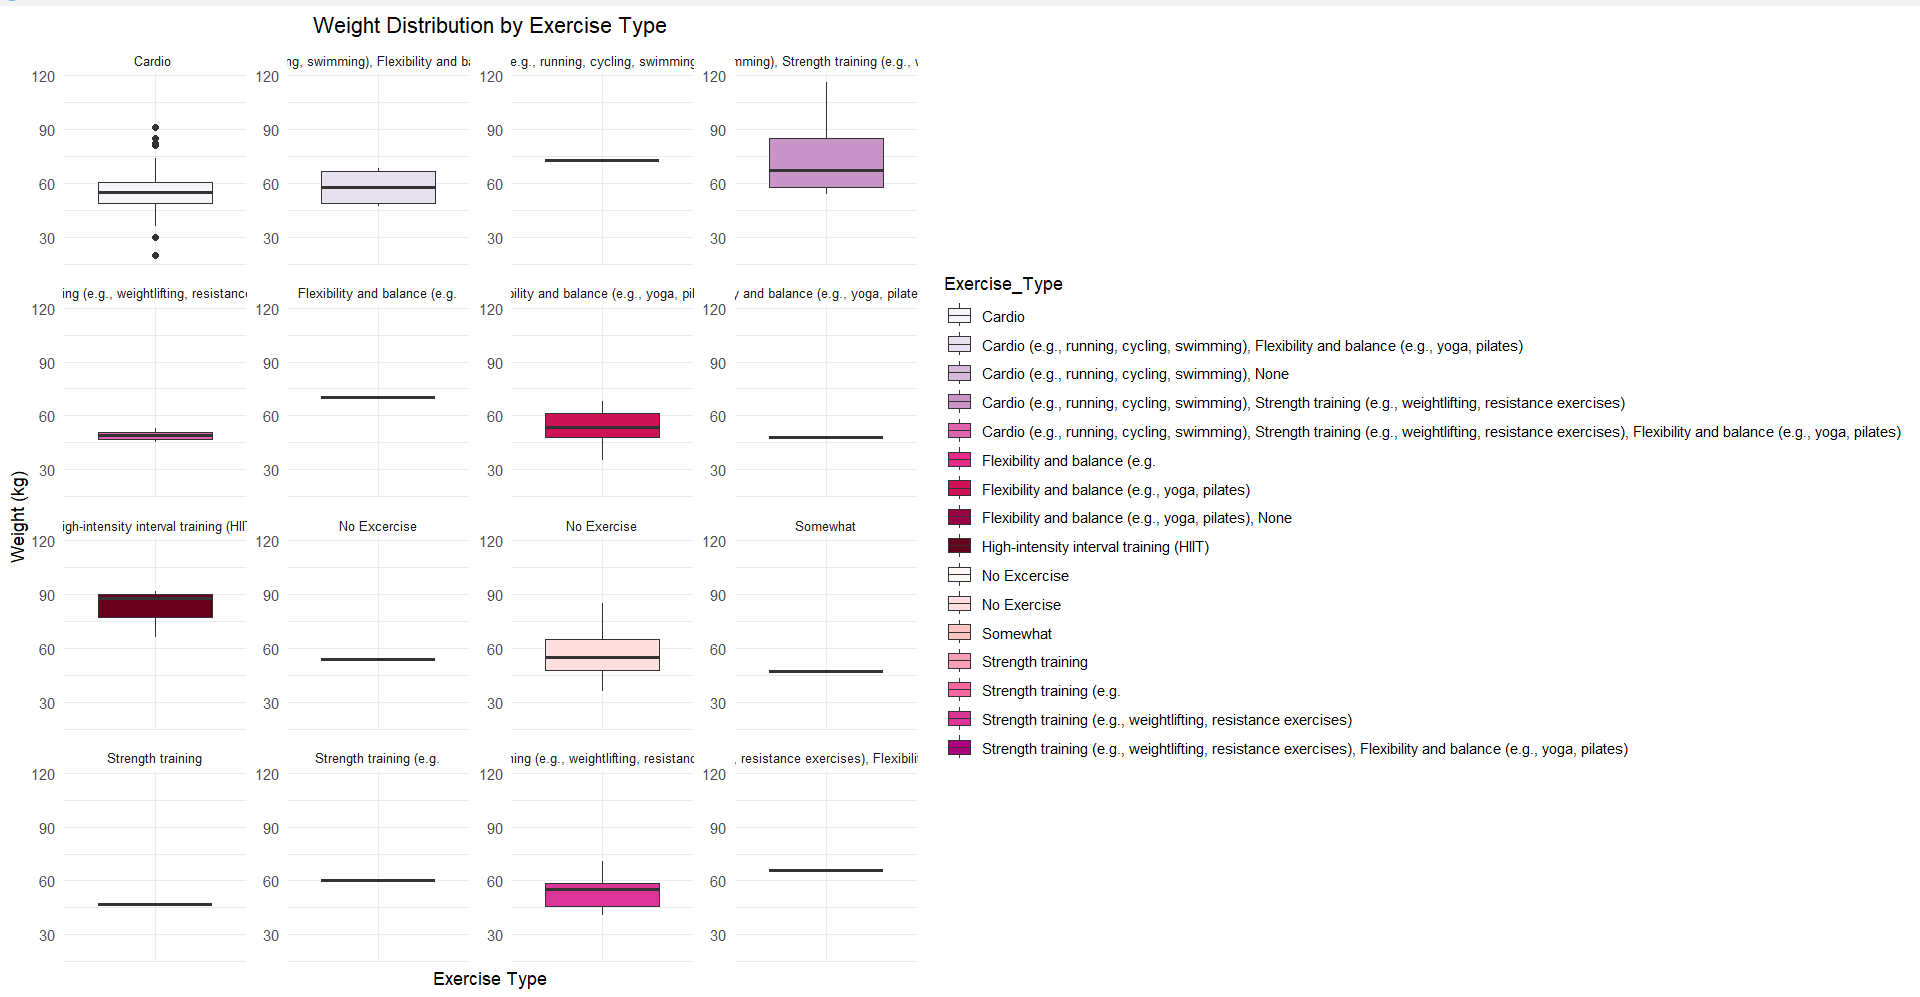 Weight Distribution by Exercise Type
Cardio
ng, swimming), Flexibility and ba
e.g., running, cycling, swimming
mming), Strength training (e.g., w
120 120 120 120
90 90 90 90
60 60 60 60
30 30 30 30
ing (e.g., weightlifting, resistance
Flexibility and balance (e.g.
bility and balance (e.g., yoga, pil
y and balance (e.g., yoga, pilate
120 120 120 120
90 90 90 90
60 60 60 60
30 30 30 30
Weight (kg)
igh-intensity interval training (HII
No Excercise
No Exercise
Somewhat
120 120 120 120
90 90 90 90
60 60 60 60
30 30 30 30
Strength training
Strength training (e.g.
ning (e.g., weightlifting, resistanc
, resistance exercises), Flexibili
120 120 120 120
90 90 90 90
60 60 60 60
30 30 30 30
Exercise Type
Exercise_Type
Cardio
Cardio (e.g., running, cycling, swimming), Flexibility and balance (e.g., yoga, pilates)
Cardio (e.g., running, cycling, swimming), None
Cardio (e.g., running, cycling, swimming), Strength training (e.g., weightlifting, resistance exercises)
Cardio (e.g., running, cycling, swimming), Strength training (e.g., weightlifting, resistance exercises), Flexibility and balance (e.g., yoga, pilates)
Flexibility and balance (e.g.
Flexibility and balance (e.g., yoga, pilates)
Flexibility and balance (e.g., yoga, pilates), None
High-intensity interval training (HIIT)
No Excercise
No Exercise
Somewhat
Strength training
Strength training (e.g.
Strength training (e.g., weightlifting, resistance exercises)
Strength training (e.g., weightlifting, resistance exercises), Flexibility and balance (e.g., yoga, pilates)